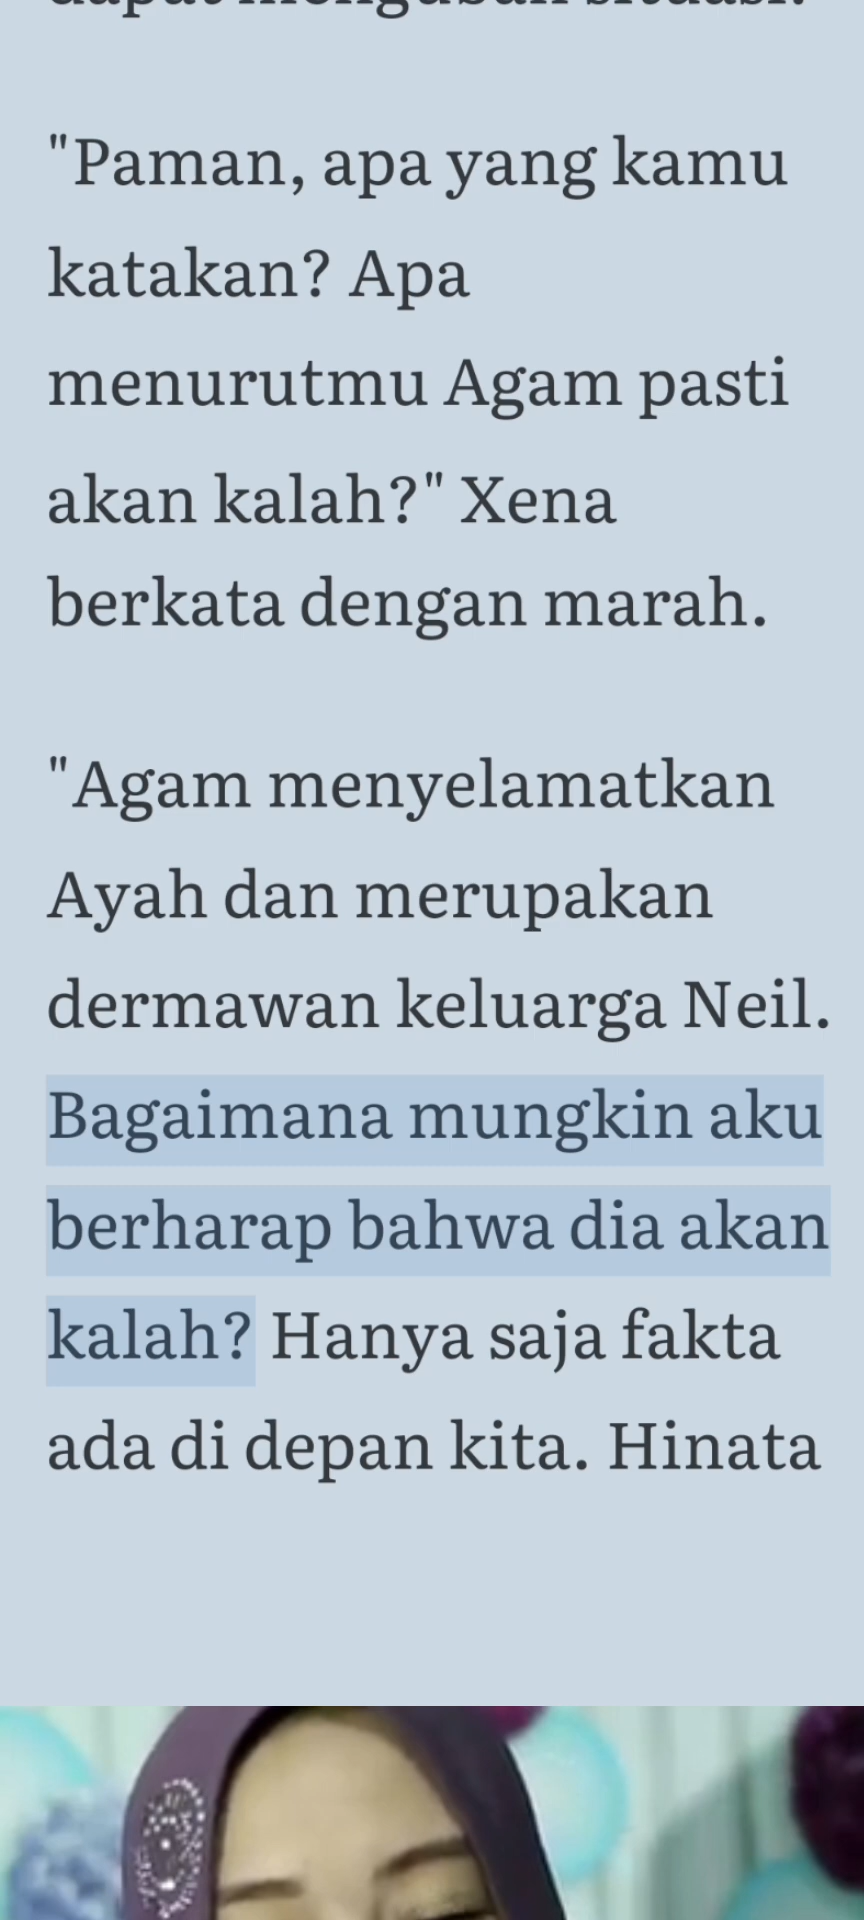 "Paman, apa yang kamu
katakan? Apa
menurutmu Agam pasti
akan kalah?" Xena
berkata dengan marah.
"Agam menyelamatkan
Ayah dan merupakan
dermawan keluarga Neil.
Bagaimana mungkin aku
berharap bahwa dia akan
kalah? Hanya saja fakta
ada di depan kita. Hinata